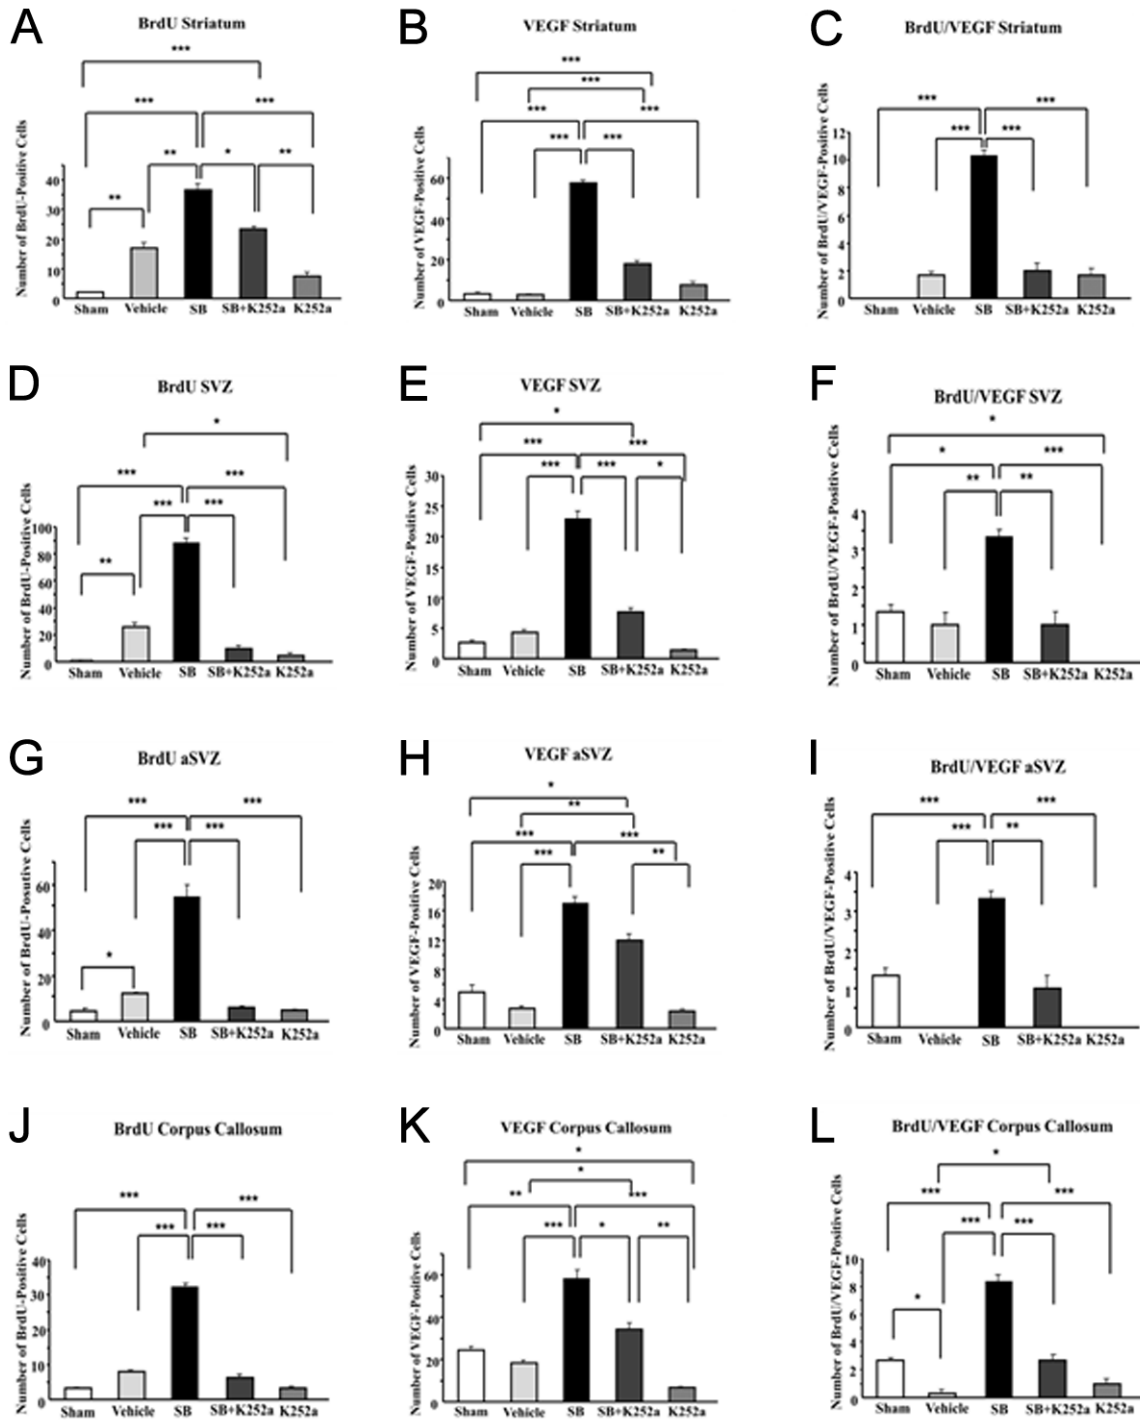 A
BrdU Striatum
***
***
***
**
*
**
**
Number of BrdU-Positive Cells
40
30
20
10
0
Sham Vehicle SB SB+K252a K252a
B
VEGF Striatum
***
***
***
***
***
***
Number of VEGF-Positive Cells
60
40
20
0
Sham Vehicle SB SB+K252a K252a
C
BrdU/VEGF Striatum
***
***
***
***
Number of BrdU/VEGF-Positive Cells
12
10
8
6
4
2
0
Sham Vehicle SB SB+K252a K252a
D
BrdU SVZ
*
***
***
***
***
**
Number of BrdU-Positive Cells
100
80
60
40
20
0
Sham Vehicle SB SB+K252a K252a
E
VEGF SVZ
*
***
***
***
***
*
Number of VEGF-Positive Cells
30
25
20
15
10
5
0
Sham Vehicle SB SB+K252a K252a
F
BrdU/VEGF SVZ
*
*
***
**
**
Number of BrdU/VEGF-Positive Cells
4
3
2
1
0
Sham Vehicle SB SB+K252a K252a
G
BrdU aSVZ
***
***
***
***
*
Number of BrdU-Posutive Cells
60
40
20
0
Sham Vehicle SB SB+K252a K252a
H
VEGF aSVZ
*
**
***
***
***
**
Number of VEGF-Positive Cells
20
16
12
8
4
0
Sham Vehicle SB SB+K252a K252a
I
BrdU/VEGF aSVZ
***
***
***
**
Number of BrdU/VEGF-Positive Cells
4
3
2
1
0
Sham Vehicle SB SB+K252a K252a
J
BrdU Corpus Callosum
***
***
***
***
Number of BrdU-Positive Cells
40
30
20
10
0
Sham Vehicle SB SB+K252a K252a
K
VEGF Corpus Callosum
*
*
**
***
***
*
**
Number of VEGF-Positive Cells
60
40
20
0
Sham Vehicle SB SB+K252a K252a
L
BrdU/VEGF Corpus Callosum
*
***
***
***
***
*
Number of BrdU/VEGF-Positive Cells
10
8
6
4
2
0
Sham Vehicle SB SB+K252a K252a